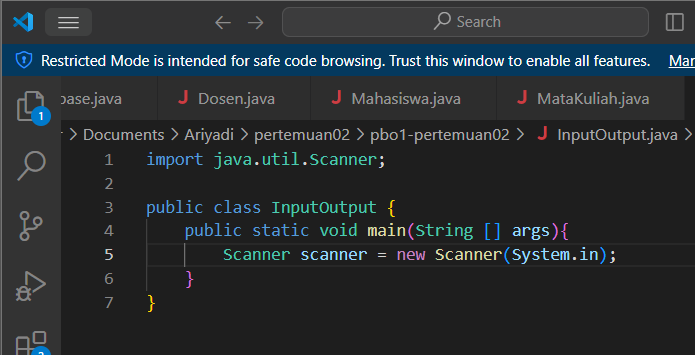 Search
Restricted Mode is intended for safe code browsing. Trust this window to enable all features. Mar
base.java J Dosen.java J Mahasiswa.java J MataKuliah.java
r > Documents > Ariyadi > pertemuan02 > pbo1-pertemuan02 > J InputOutput.java >
1 import java.util.Scanner;
2
3 public class InputOutput {
4 public static void main(String [] args){
5 Scanner scanner = new Scanner(System.in);
6 }
7 }
1